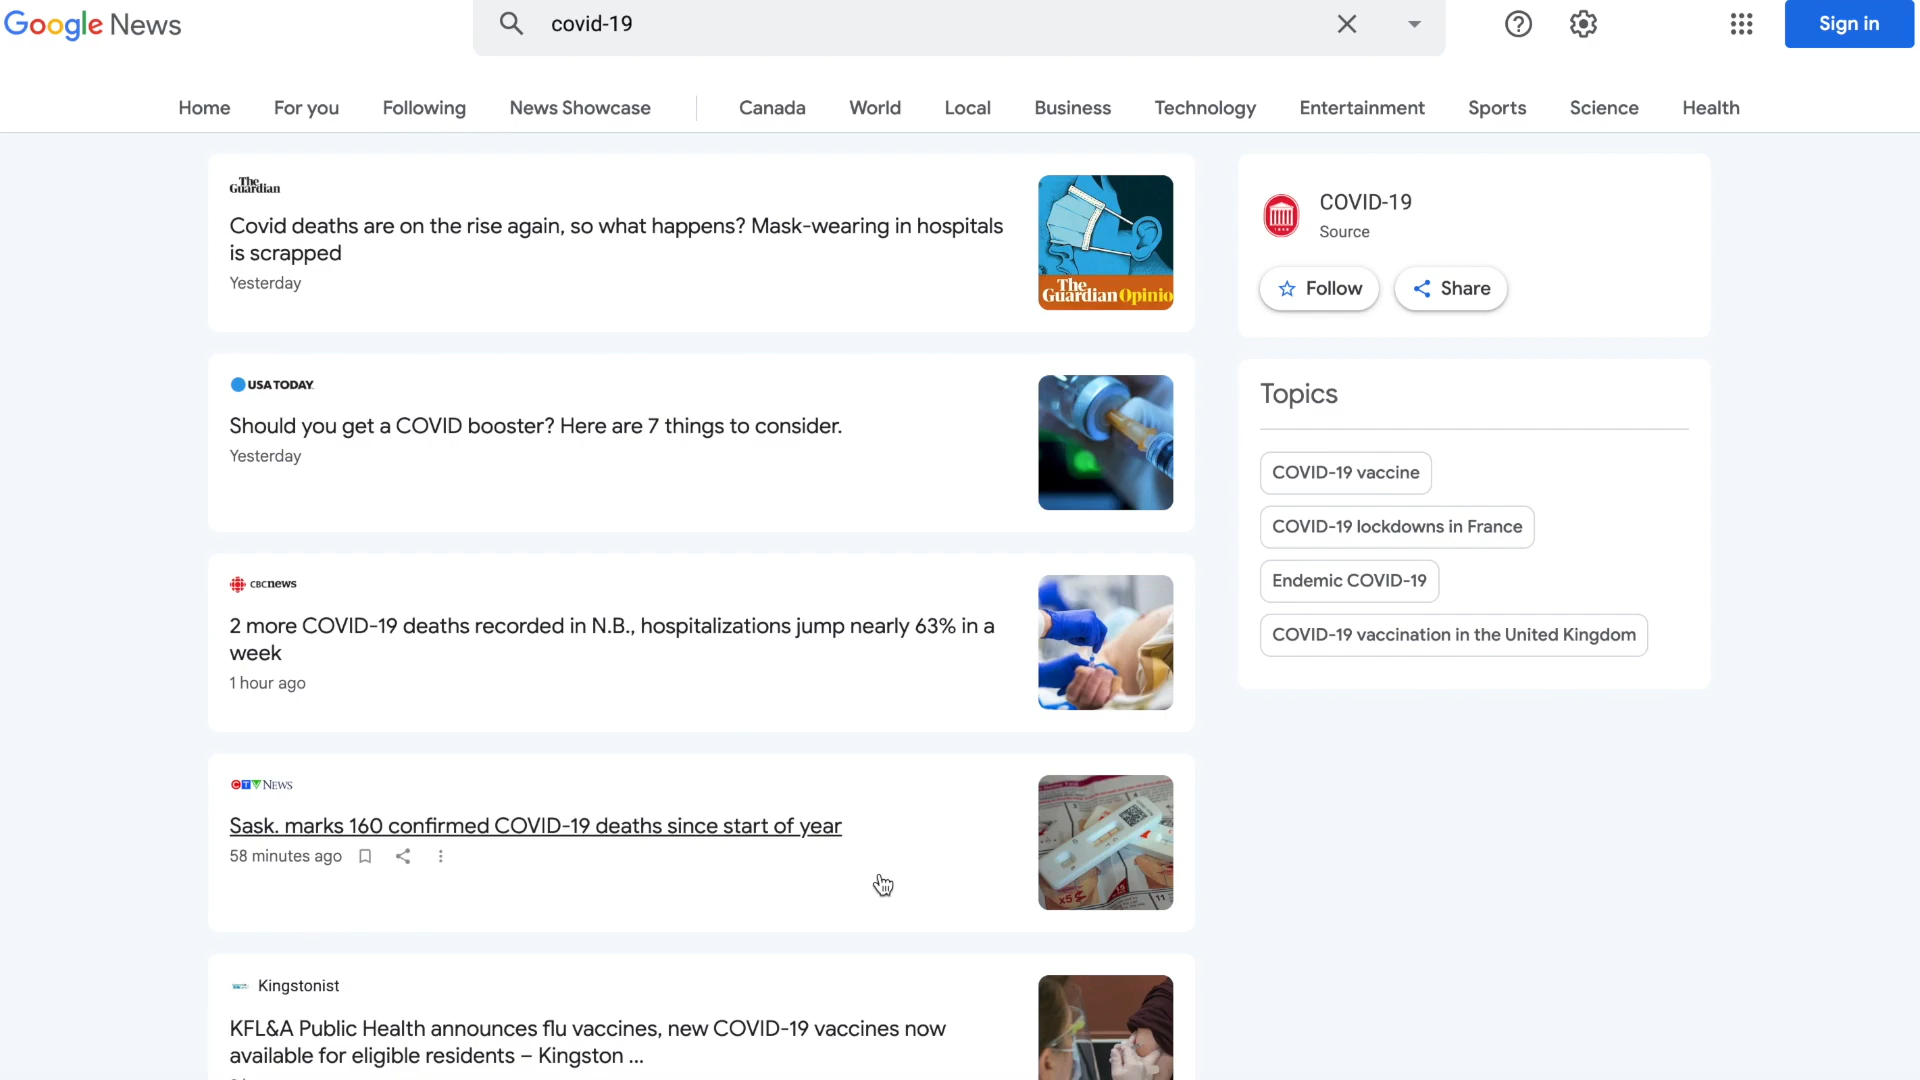 Google News
covid-19
Sign in
Home For you Following News Showcase Canada World Local Business Technology Entertainment Sports Science Health
The Guardian
Covid deaths are on the rise again, so what happens? Mask-wearing in hospitals
is scrapped
Yesterday
The
Guardian Opinio
USA TODAY
Should you get a COVID booster? Here are 7 things to consider.
Yesterday
CBC news
2 more COVID-19 deaths recorded in N.B., hospitalizations jump nearly 63% in a
week
1 hour ago
CTV NEWS
Sask. marks 160 confirmed COVID-19 deaths since start of year
58 minutes ago
x5
11
Kingstonist
KFL&A Public Health announces flu vaccines, new COVID-19 vaccines now
available for eligible residents – Kingston ...
COVID-19
Source
Follow
Share
Topics
COVID-19 vaccine
COVID-19 lockdowns in France
Endemic COVID-19
COVID-19 vaccination in the United Kingdom